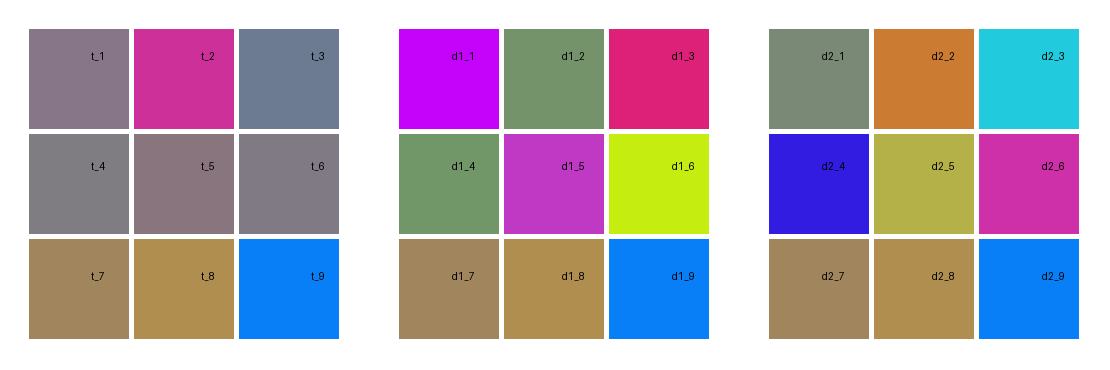 t_1 t_2 t_3 d1_1 d1_2 d1_3 d2_1 d2_2 d2_3
t_4 t_5 t_6 d1_4 d1_5 d1_6 d2_4 d2_5 d2_6
t_7 t_8 t_9 d1_7 d1_8 d1_9 d2_7 d2_8 d2_9